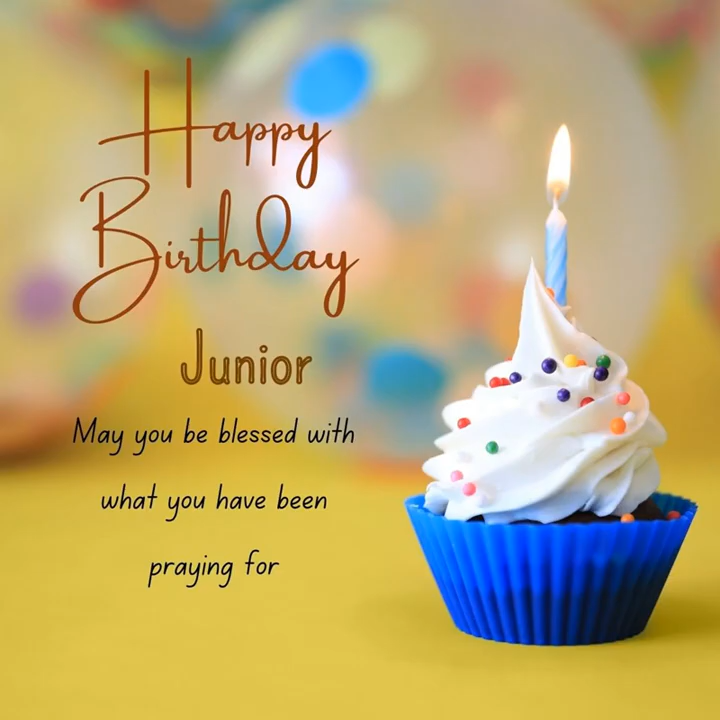 Happy
Birthday
Junior
May you be blessed with
what you have been
praying for